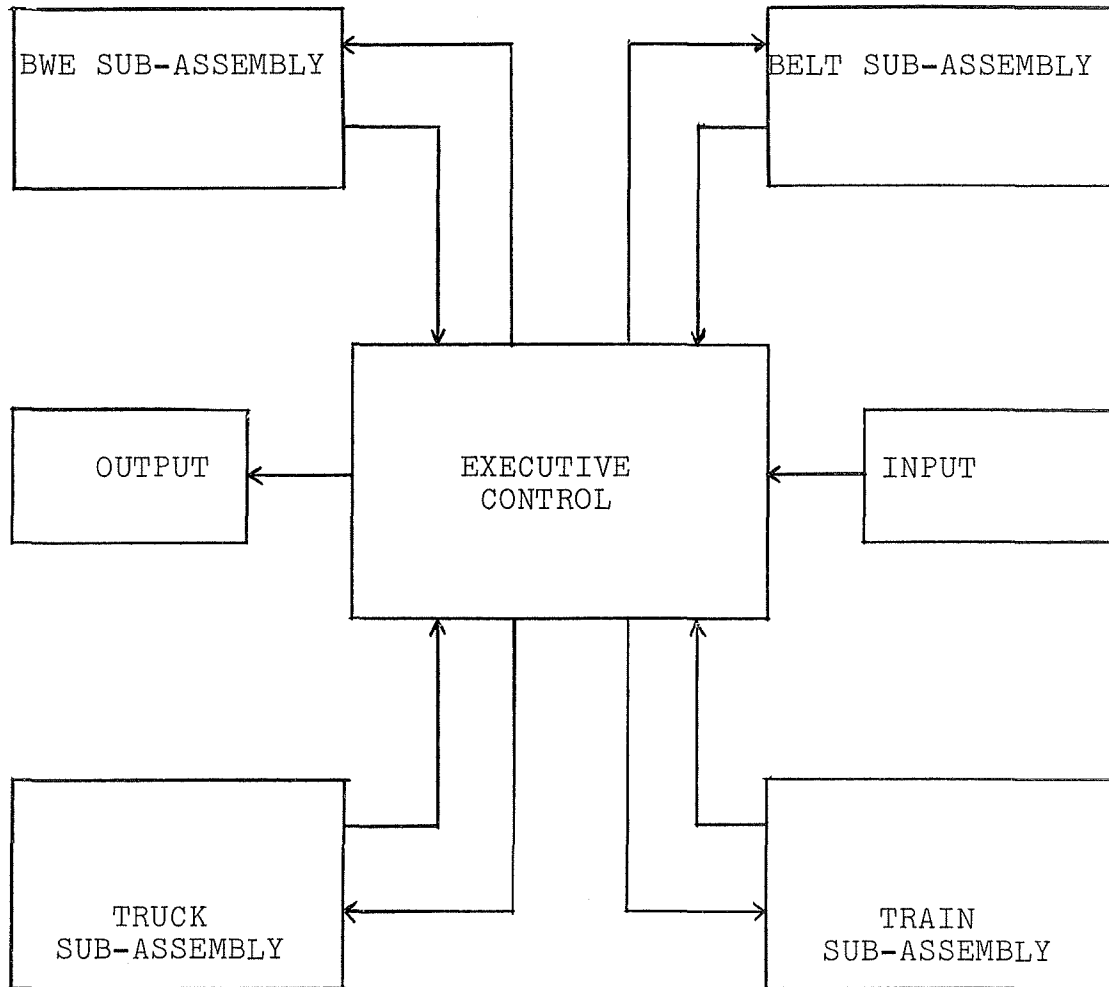 BWE SUB-ASSEMBLY
BELT SUB-ASSEMBLY
OUTPUT
EXECUTIVE
CONTROL
INPUT
TRUCK
SUB-ASSEMBLY
TRAIN
SUB-ASSEMBLY